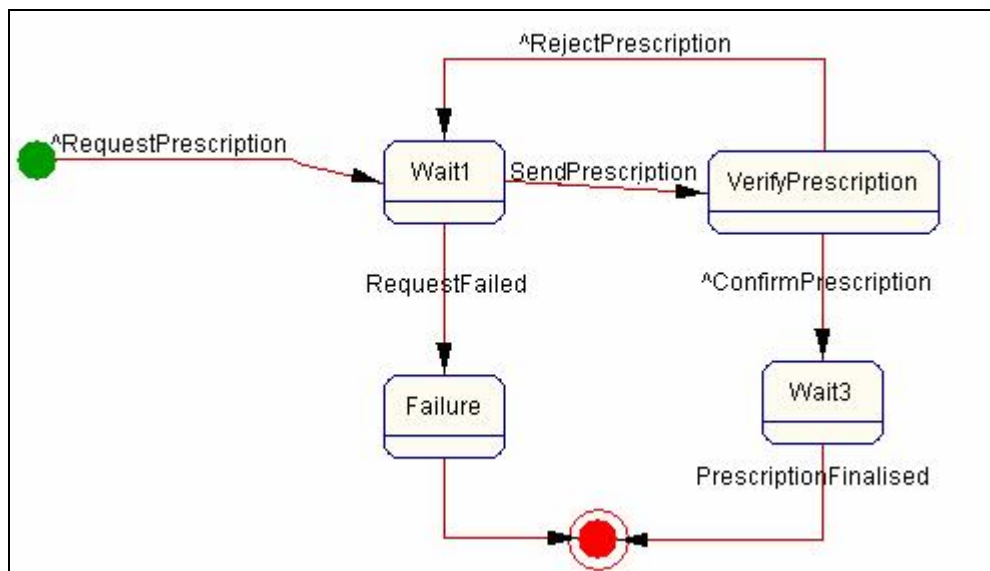 ^RejectPrescription
^RequestPrescription
Wait1
SendPrescription
VerifyPrescription
RequestFailed
^ConfirmPrescription
Failure
Wait3
PrescriptionFinalised